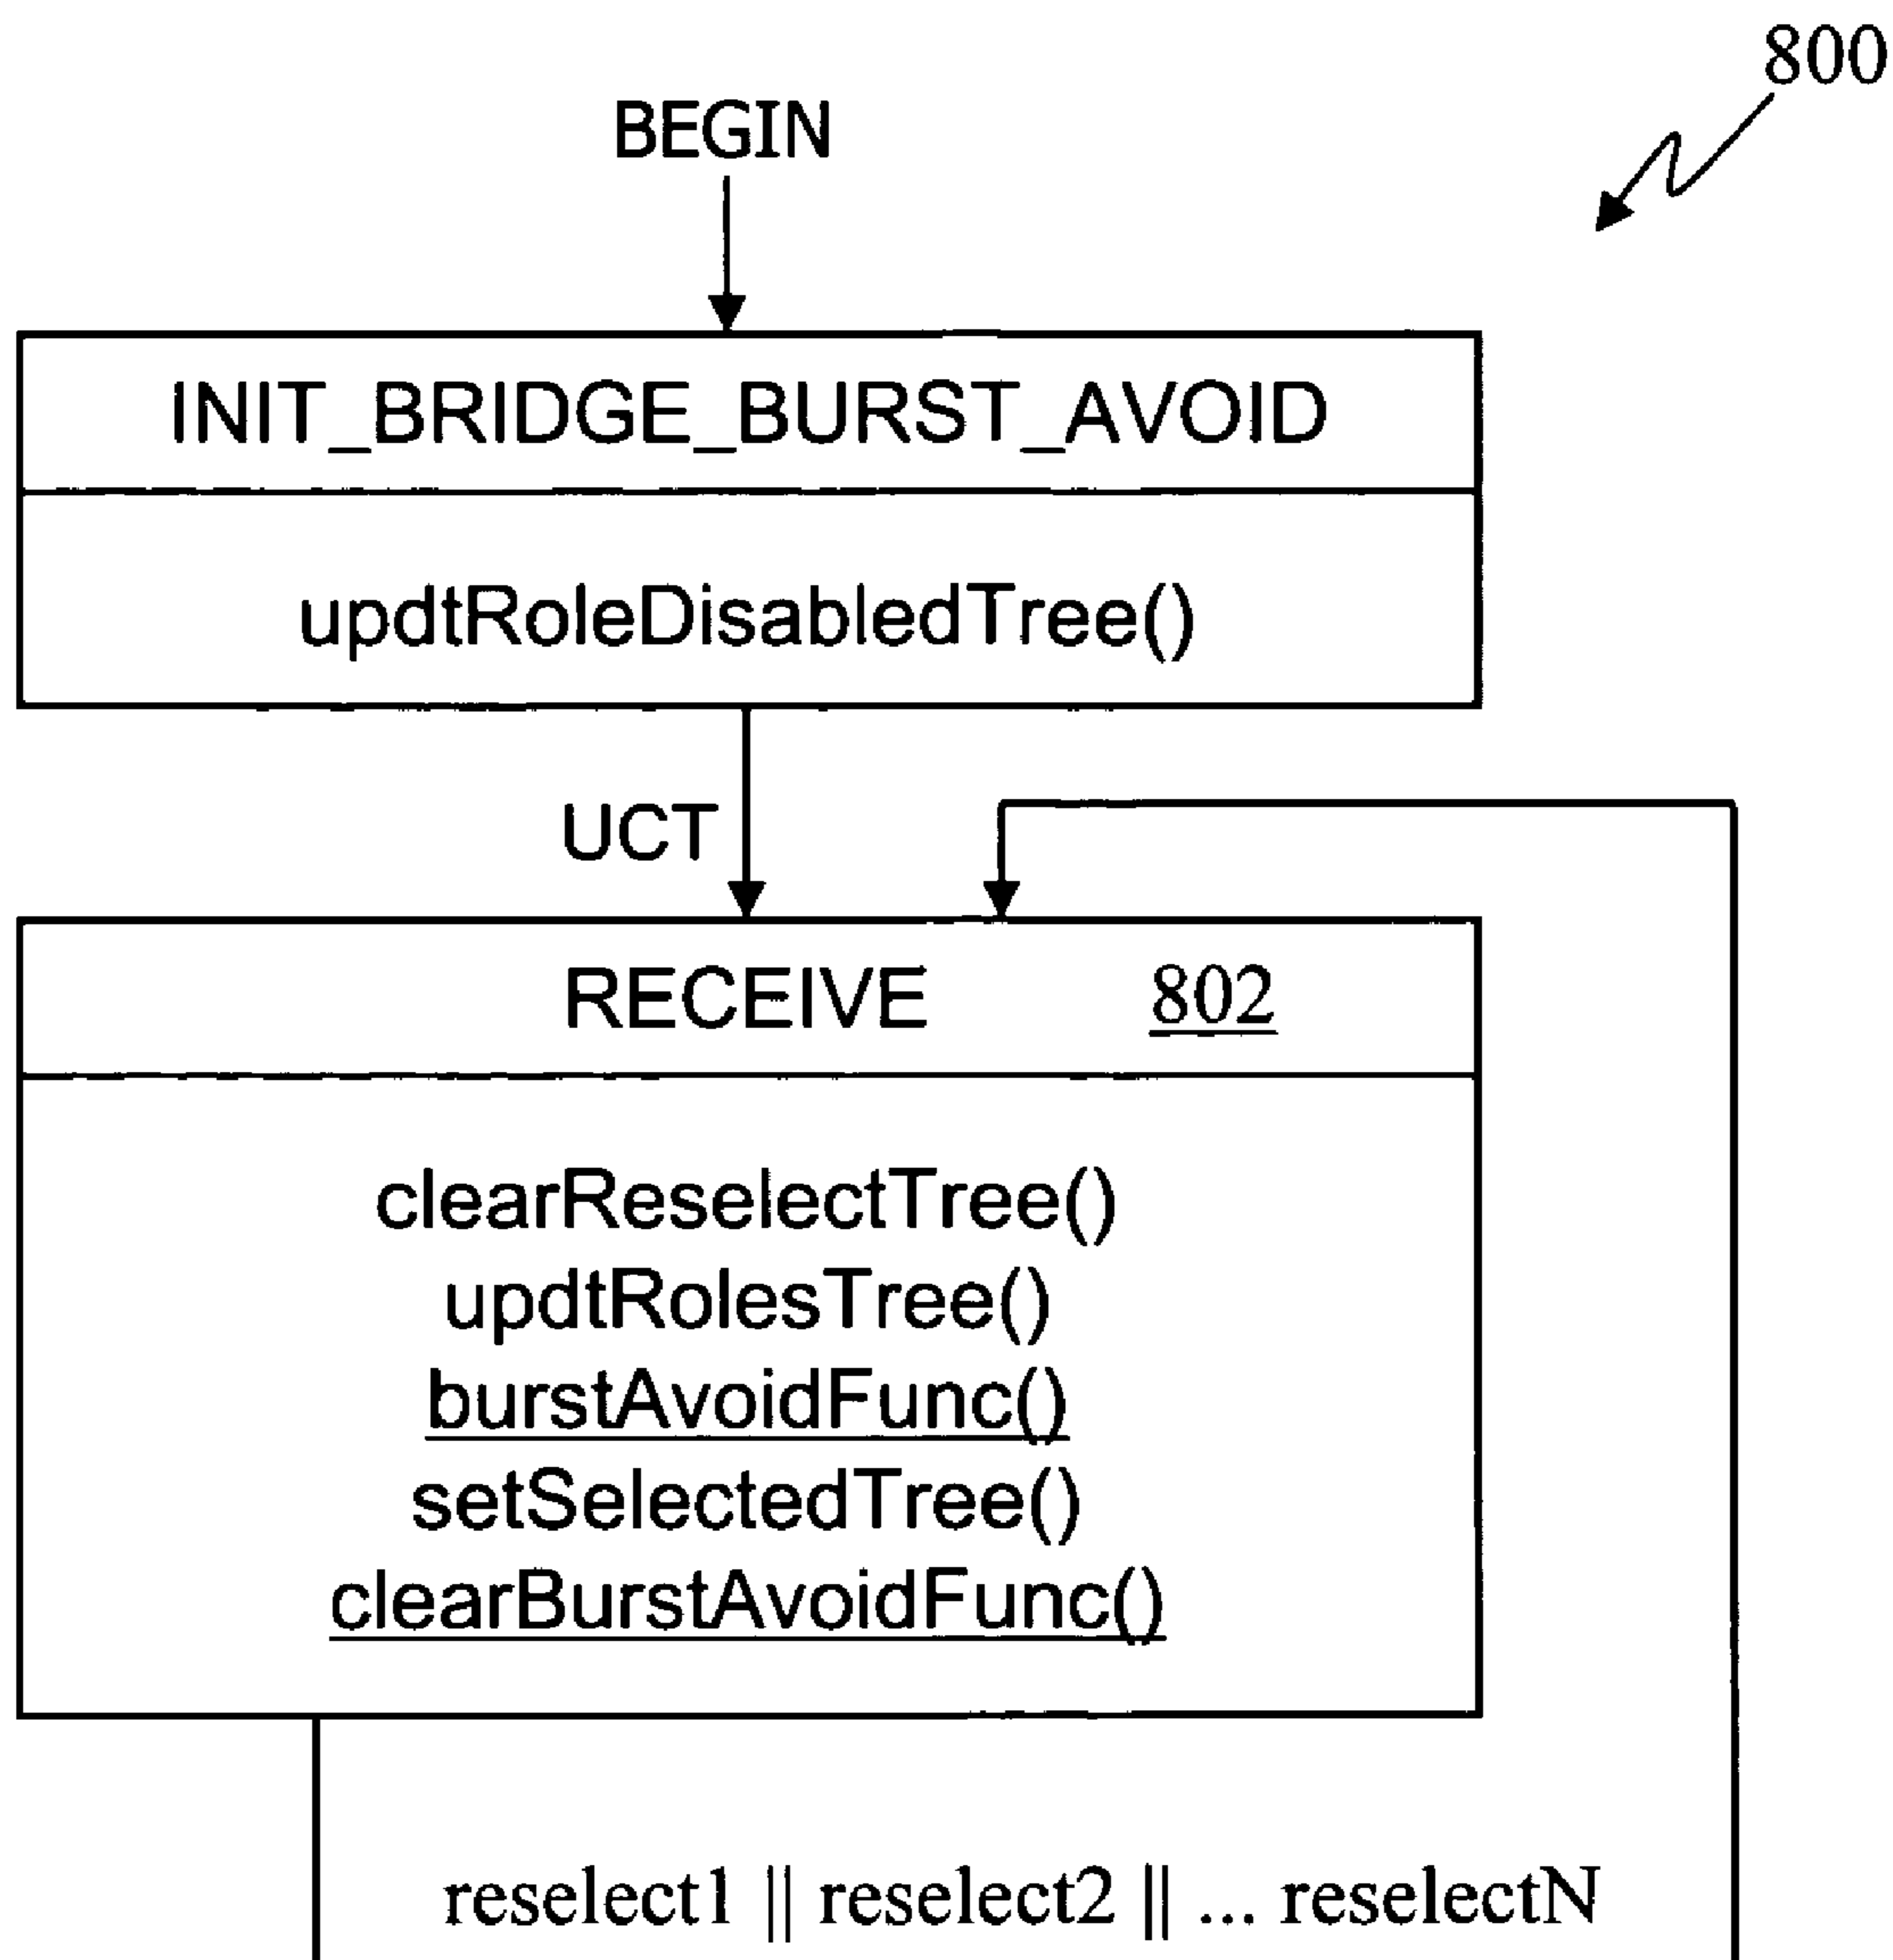 800
BEGIN
INIT_BRIDGE_BURST_AVOID
updtRoleDisabledTree()
UCT
RECEIVE 802
clearReselectTree()
updtRolesTree()
burstAvoidFunc()
setSelectedTree()
clearBurstAvoidFunc()
reselect1 || reselect2 || ... reselectN